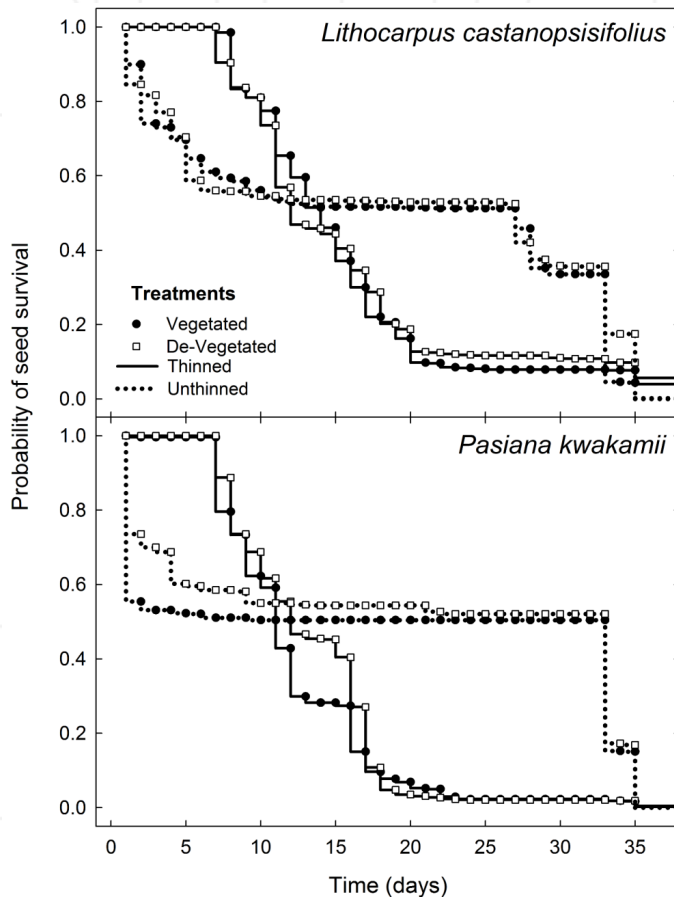 Lithocarpus castanopsisifolius
1.0
0.8
0.6
0.4
0.2
0.0
Treatments
Vegetated
De-Vegetated
Thinned
Unthinned
Probability of seed survival
Pasiana kwakamii
1.0
0.8
0.6
0.4
0.2
0.0
0 5 10 15 20 25 30 35
Time (days)